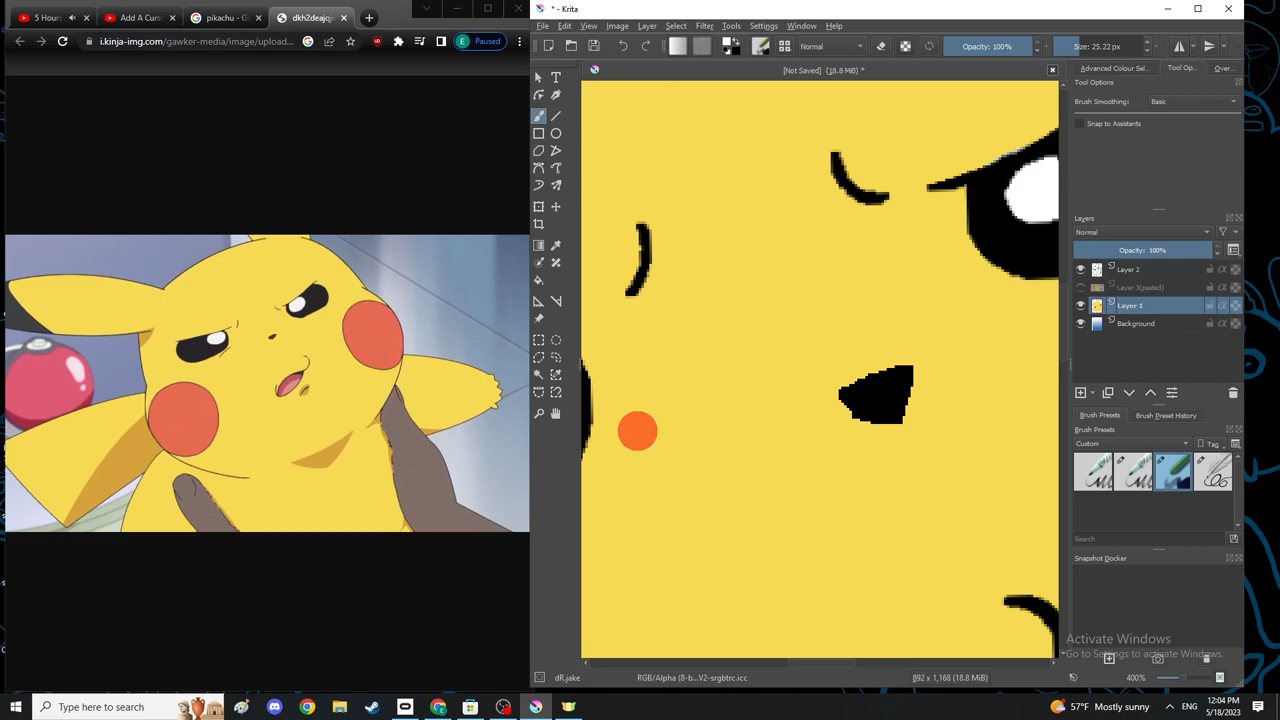 5 Hours
Add A Curs
pikachu - G
dkh2deajq
* - Krita
i.kinja-img.com/gawker-media/image/upload...
E Paused
File Edit View Image Layer Select Filter Tools Settings Window Help
Normal
Opacity: 100%
Size: 25.22 px
[Not Saved] (18.8 MiB) *
Advanced Colour Sel...
Tool Op...
Over...
Tool Options
Brush Smoothing:
Basic
Snap to Assistants
Layers
Normal
Opacity: 100%
Layer 2
Layer 3(pasted)
Layer 1
Background
Brush Presets
Brush Preset History
Brush Presets
Custom
Tag
Search
Snapshot Docker
Activate Windows
Go to Settings to activate Windows.
dR.jake
RGB/Alpha (8-b...V2-srgbtrc.icc
892 x 1,168 (18.8 MiB)
400%
Type here to search
57°F Mostly sunny
ENG
12:04 PM
5/18/2023